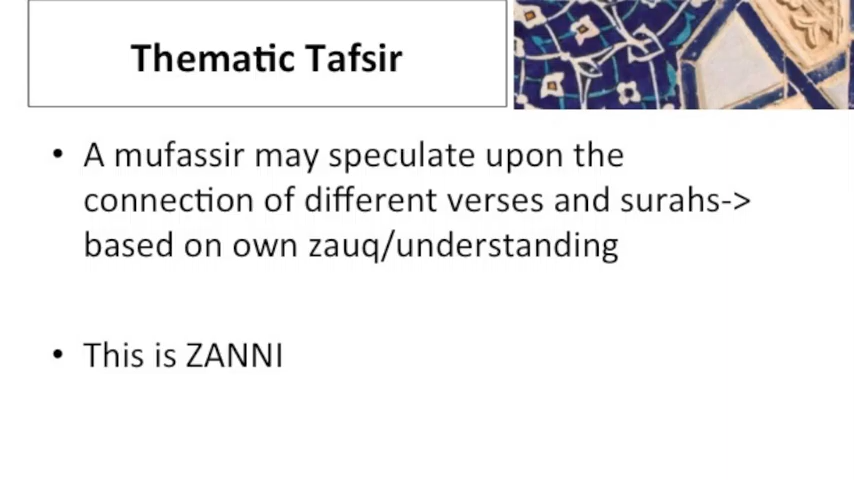 Thematic Tafsir
• A mufassir may speculate upon the
connection of different verses and surahs->
based on own zauq/understanding
• This is ZANNI